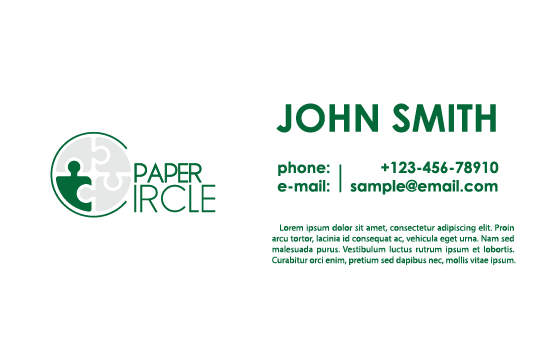 PAPER
CIRCLE
JOHN SMITH
phone: +123-456-78910
e-mail: sample@email.com
Lorem ipsum dolor sit amet, consectetur adipiscing elit. Proin
arcu tortor, lacinia id consequat ac, vehicula eget urna. Nam sed
malesuada purus. Vestibulum luctus rutrum ipsum et lobortis.
Curabitur orci enim, pretium sed dapibus nec, mollis vitae ipsum.